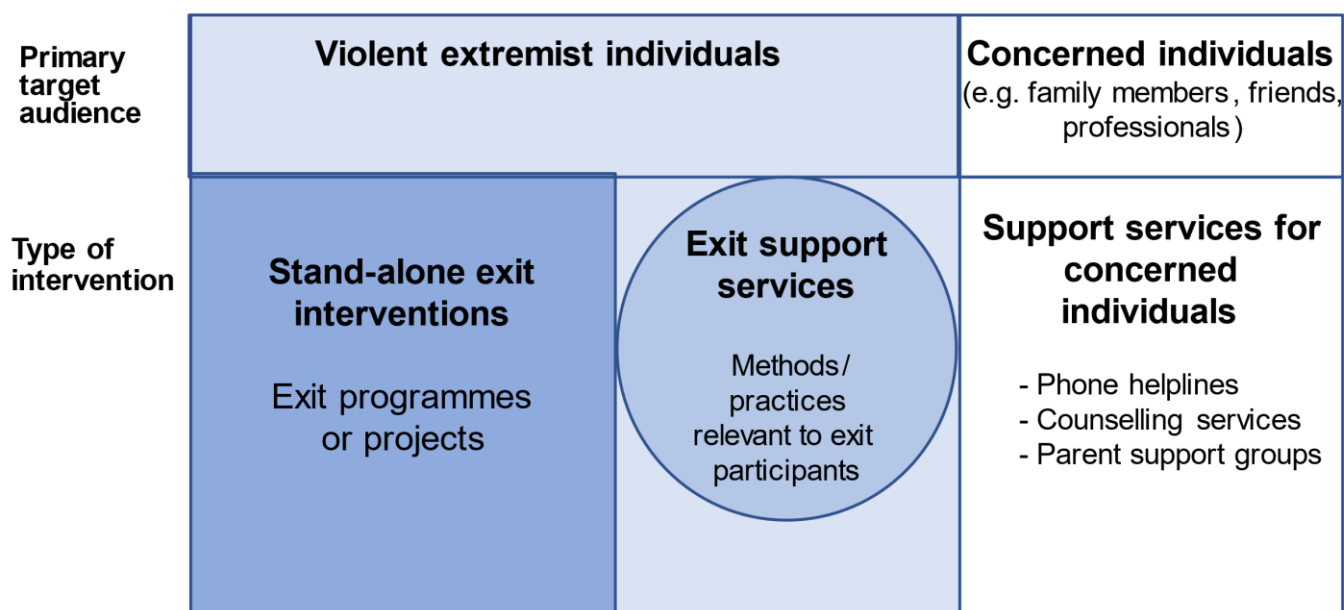 Primary
target
audience
Violent extremist individuals
Concerned individuals
(e.g. family members, friends,
professionals)
Type of
intervention
Stand-alone exit
interventions
Exit programmes
or projects
Exit support
services
Methods/
practices
relevant to exit
participants
Support services for
concerned
individuals
- Phone helplines
- Counselling services
- Parent support groups